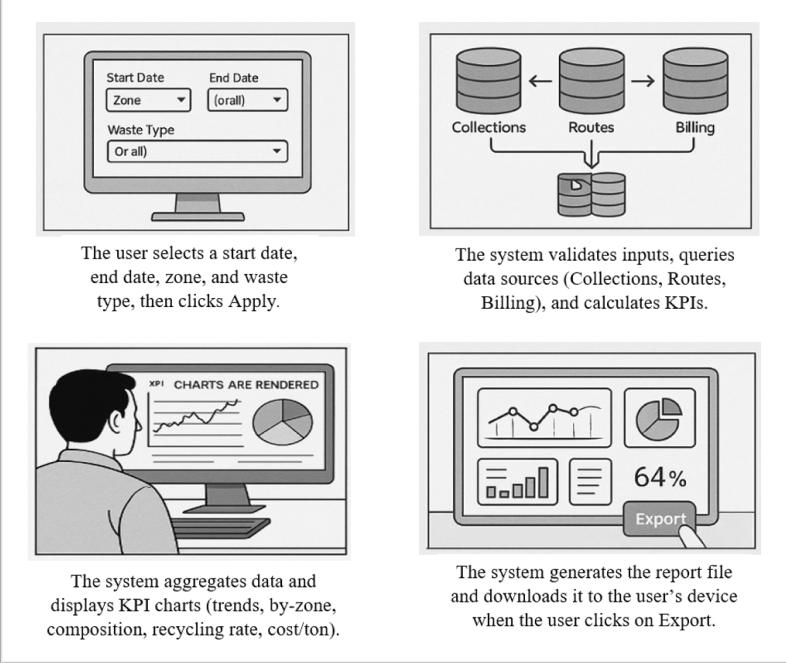 Start Date
End Date
Zone
(orall)
Waste Type
Or all)
The user selects a start date,
end date, zone, and waste
type, then clicks Apply.
Collections
Routes
Billing
The system validates inputs, queries
data sources (Collections, Routes,
Billing), and calculates KPIs.
XPI CHARTS ARE RENDERED
The system aggregates data and
displays KPI charts (trends, by-zone,
composition, recycling rate, cost/ton).
64%
Export
The system generates the report file
and downloads it to the user's device
when the user clicks on Export.